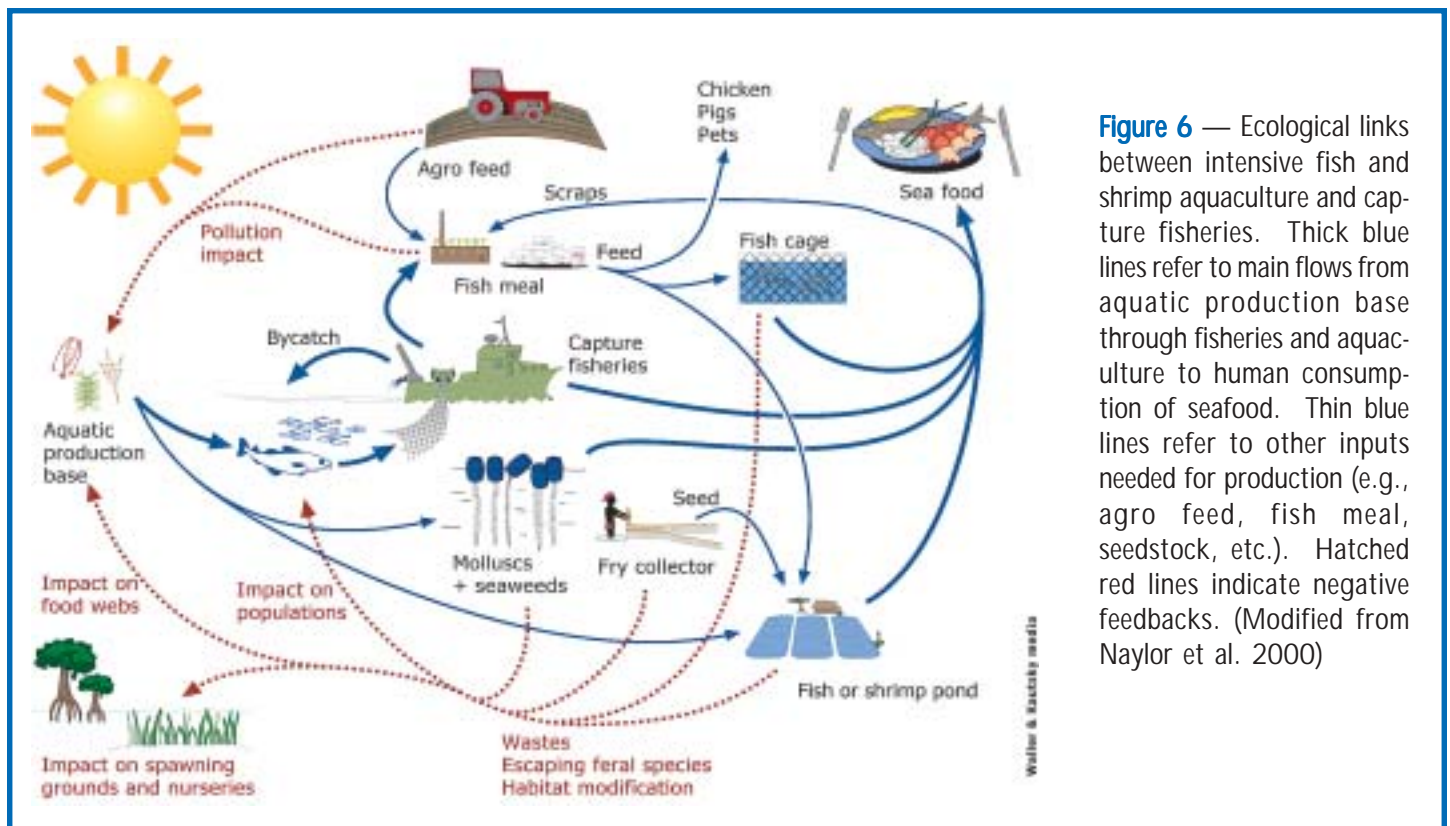 Chicken
Pigs
Pets
Agro feed
Scraps
Sea food
Pollution
impact
Feed
Fish cage
Fish meal
Bycatch
Capture
fisheries
Aquatic
production
base
Seed
Molluscs
+ seaweeds
Fry collector
Impact on
food webs
Impact on
populations
Fish or shrimp pond
Wastes
Escaping feral species
Habitat modification
Impact on spawning
grounds and nurseries
Figure 6 — Ecological links
between intensive fish and
shrimp aquaculture and cap-
ture fisheries. Thick blue
lines refer to main flows from
aquatic production base
through fisheries and aquac-
ulture to human consump-
tion of seafood. Thin blue
lines refer to other inputs
needed for production (e.g.,
agro feed, fish meal,
seedstock, etc.). Hatched
red lines indicate negative
feedbacks. (Modified from
Naylor et al. 2000)
& Kautsky media